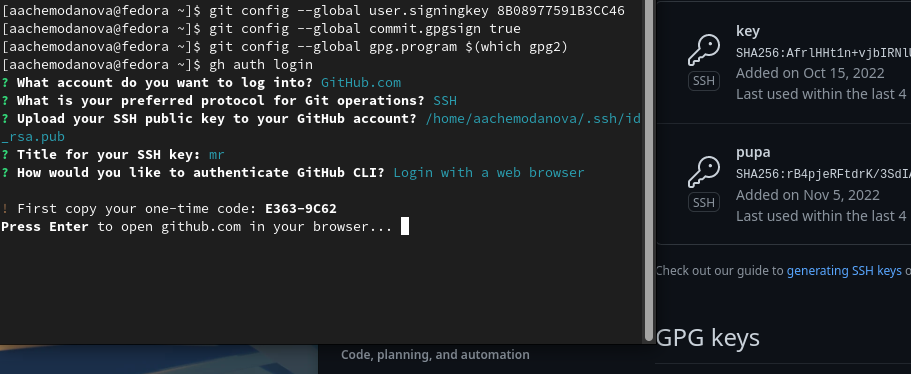 [aachemodanova@fedora ~]$ git config --global user.signingkey 8B08977591B3CC46
[aachemodanova@fedora ~]$ git config --global commit.gpgsign true
[aachemodanova@fedora ~]$ git config --global gpg.program $(which gpg2)
[aachemodanova@fedora ~]$ gh auth login
? What account do you want to log into? GitHub.com
? What is your preferred protocol for Git operations? SSH
? Upload your SSH public key to your GitHub account? /home/aachemodanova/.ssh/id
_rsa.pub
? Title for your SSH key: mr
? How would you like to authenticate GitHub CLI? Login with a web browser
! First copy your one-time code: E363-9C62
Press Enter to open github.com in your browser...
key
SHA256:AfrlHHt1n+vjbIRNl
SSH
Added on Oct 15, 2022
Last used within the last 4
pupa
SHA256:rB4pjeRFtdrK/3SdI
SSH
Added on Nov 5, 2022
Last used within the last 4
Check out our guide to generating SSH keys o
GPG keys
Code, planning, and automation